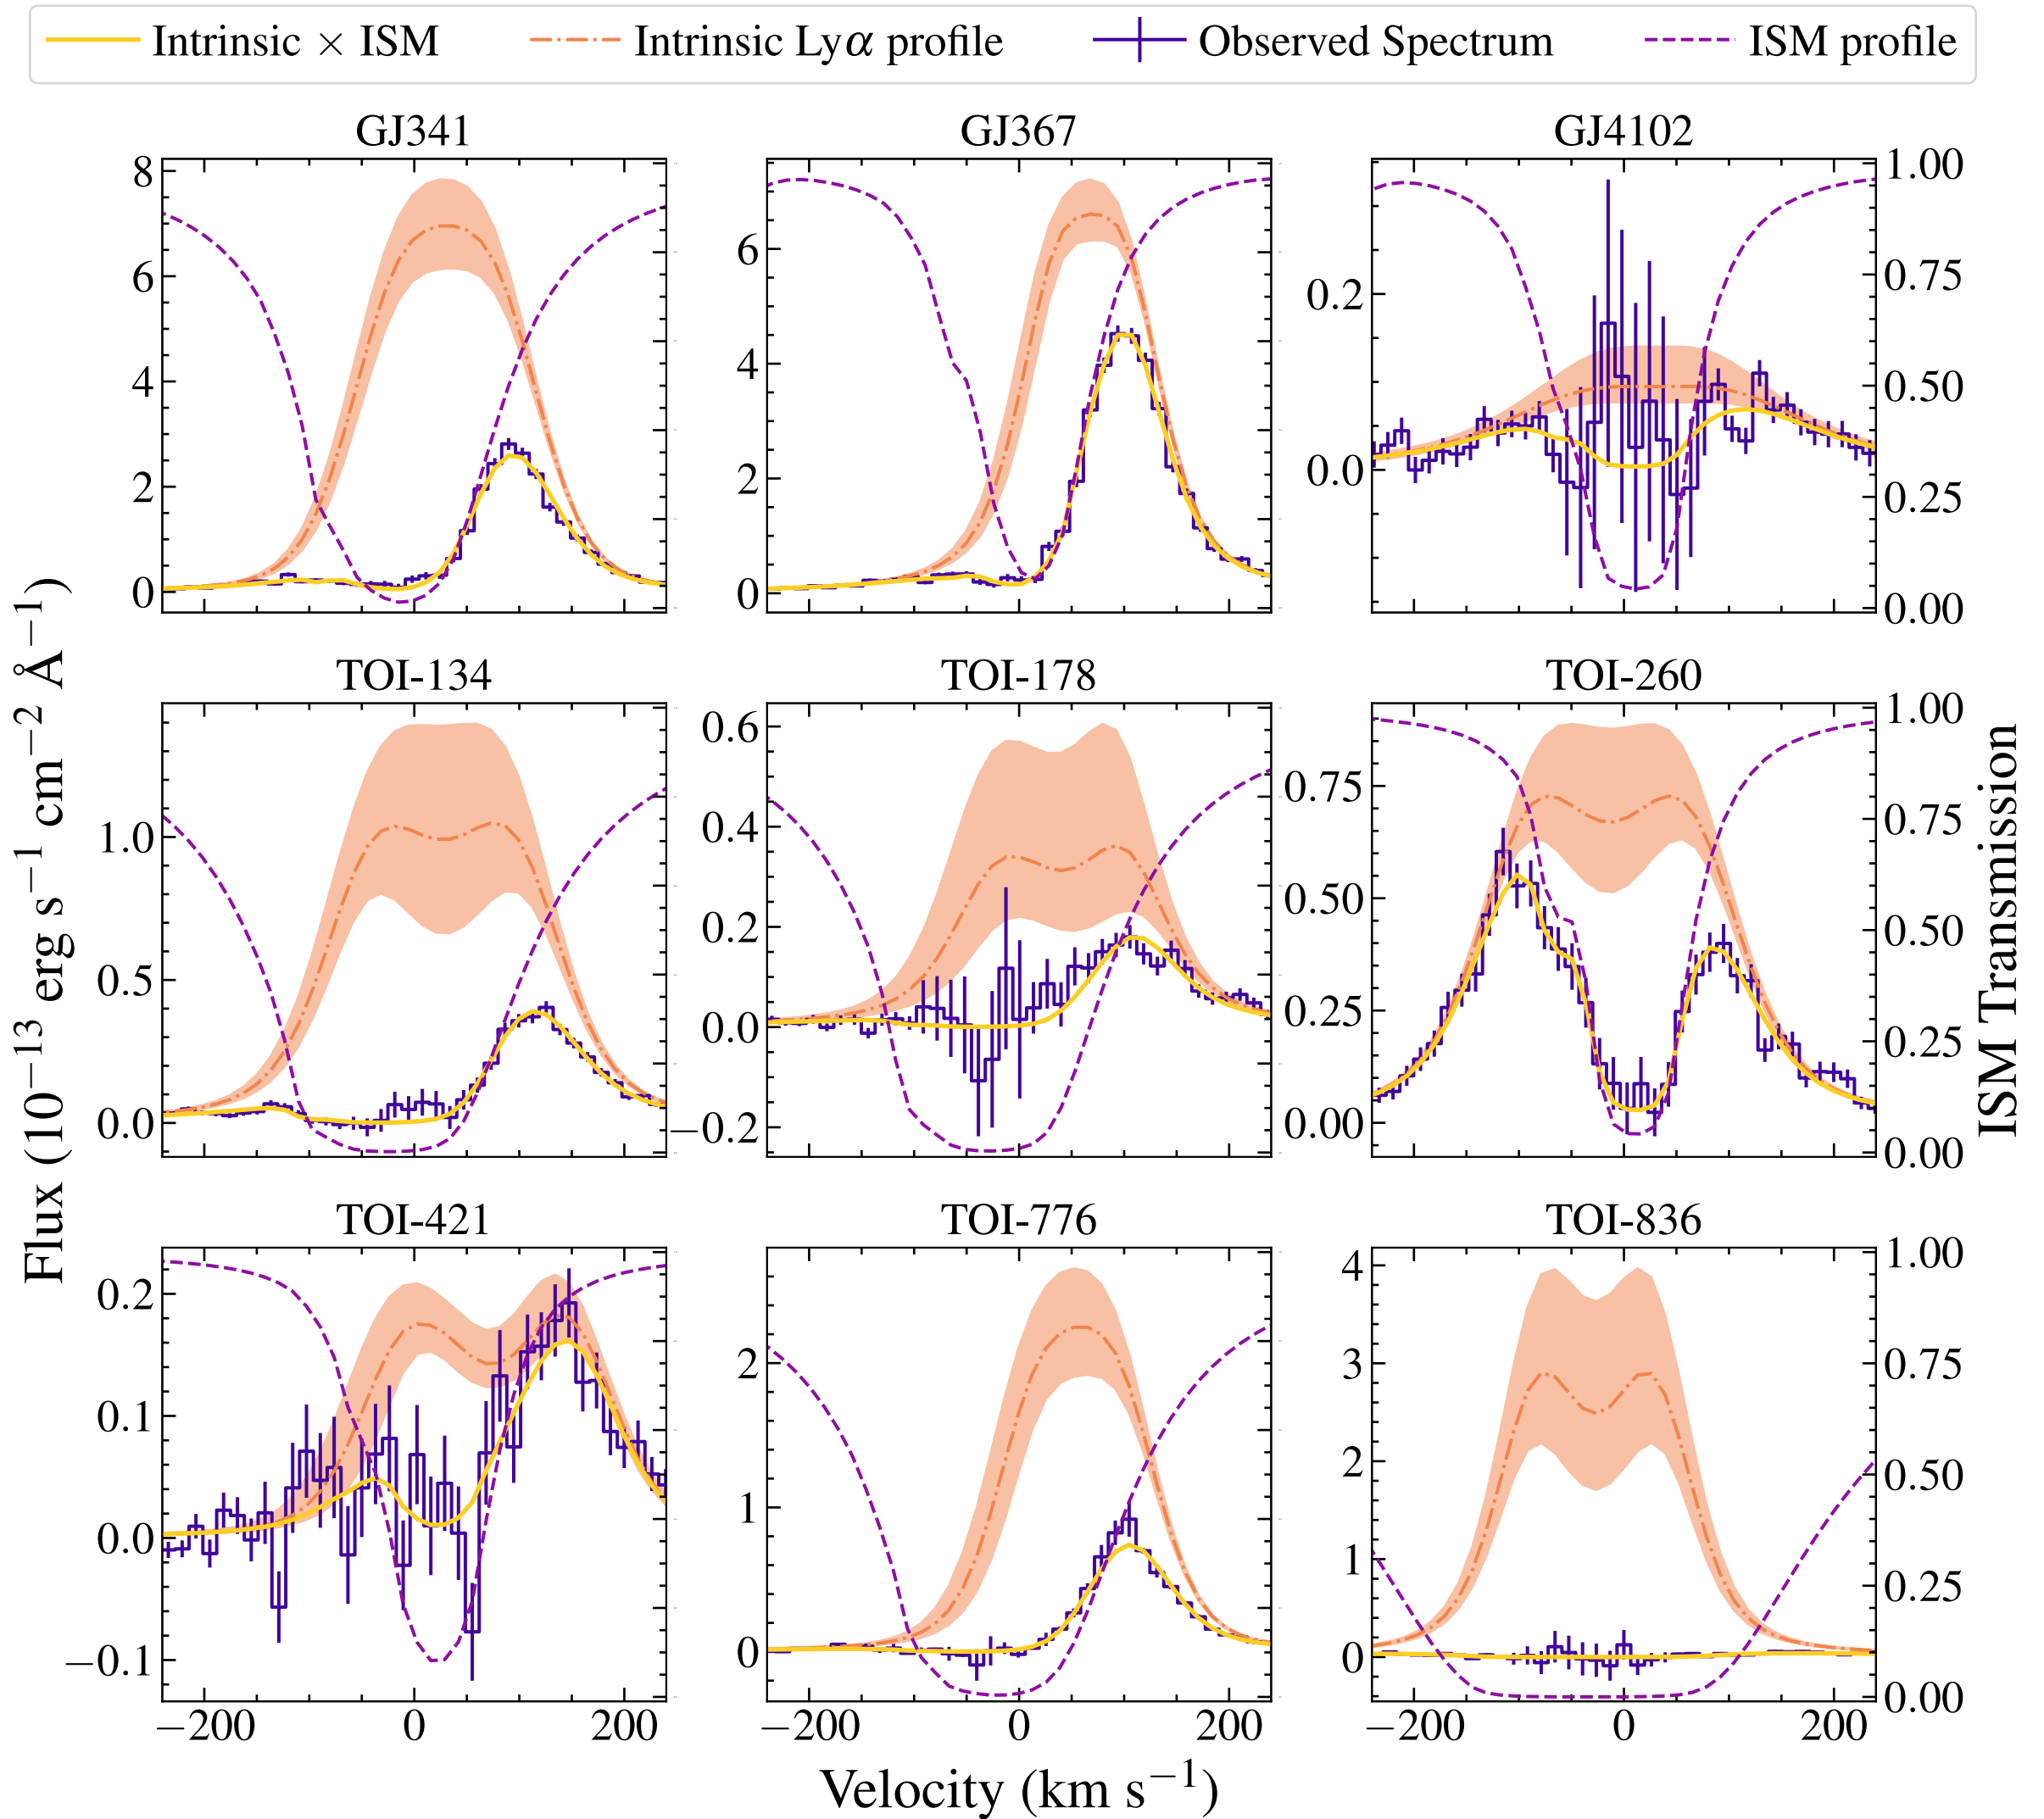 Intrinsic × ISM
Intrinsic Lyα profile
Observed Spectrum
ISM profile
GJ341
GJ367
GJ4102
8
6
4
2
0
6
4
2
0
0.2
0.0
1.00
0.75
0.50
0.25
0.00
TOI-134
TOI-178
TOI-260
1.0
0.5
0.0
0.6
0.4
0.2
0.0
−0.2
0.75
0.50
0.25
0.00
1.00
0.75
0.50
0.25
0.00
TOI-421
TOI-776
TOI-836
0.2
0.1
0.0
−0.1
2
1
0
4
3
2
1
0
1.00
0.75
0.50
0.25
0.00
−200 0 200
−200 0 200
−200 0 200
Flux (10⁻¹³ erg s⁻¹ cm⁻² Å⁻¹)
ISM Transmission
Velocity (km s⁻¹)